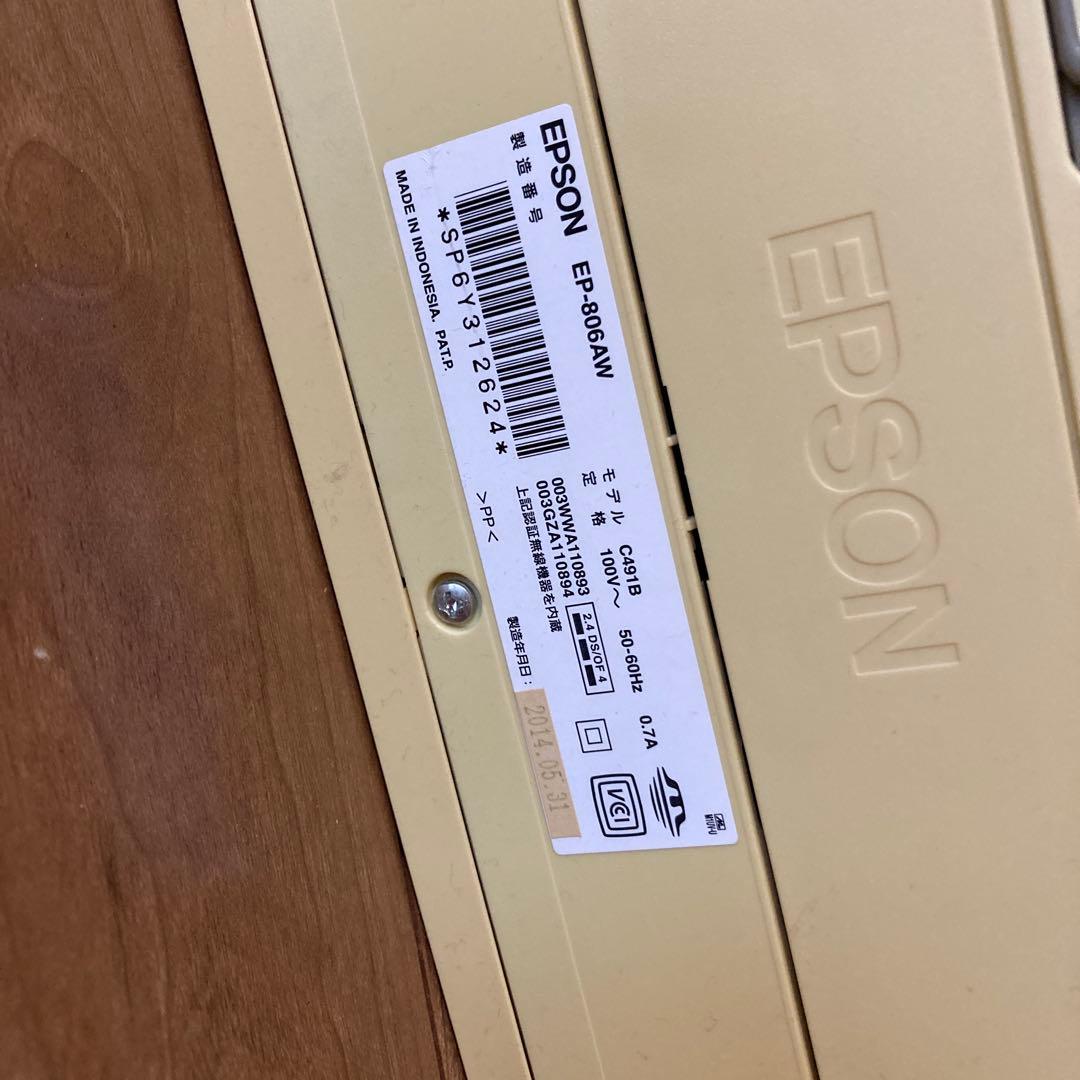 EPSON EP-806AW
製造番号
*SP6Y312624*
MADE IN INDONESIA. PAT.P.
モデル C491B
定格 100V～ 50-60Hz 0.7A
003WWA110893
003GZA110894
上記認証無線機器を内蔵
2.4 DS/OF 4
>PP<
製造年月日：2014.05.31
VCI
EPSON